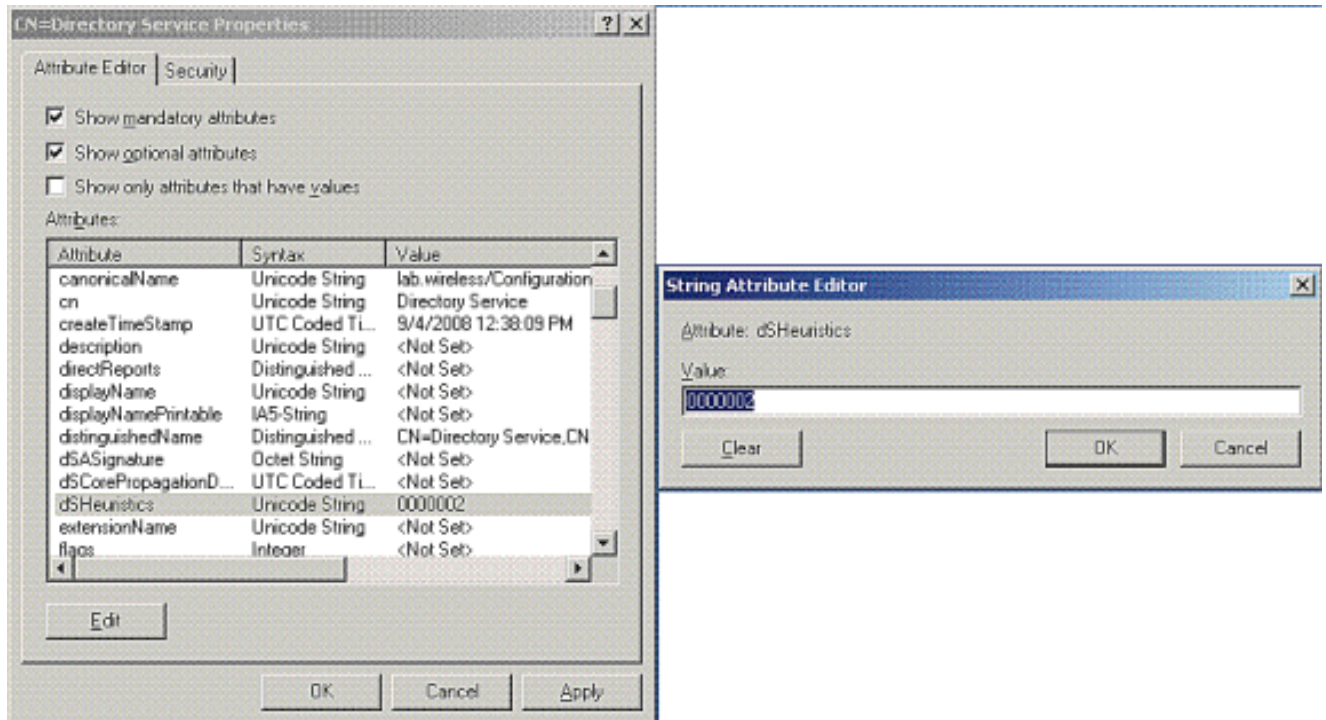 CN=Directory Service Properties
Attribute Editor
Security
Show mandatory attributes
Show optional attributes
Show only attributes that have values
Attributes:
Attribute Syntax Value
canonicalName Unicode String lab.wireless/Configuration
cn Unicode String Directory Service
createTimeStamp UTC Coded Ti... 9/4/2008 12:38:09 PM
description Unicode String <Not Set>
directReports Distinguished ... <Not Set>
displayName Unicode String <Not Set>
displayNamePrintable IA5-String <Not Set>
distinguishedName Distinguished ... CN=Directory Service,CN
dSASignature Octet String <Not Set>
dSCorePropagationD... UTC Coded Ti... <Not Set>
dSHeuristics Unicode String 0000002
extensionName Unicode String <Not Set>
flags Integer <Not Set>
Edit
OK Cancel Apply
String Attribute Editor
Attribute: dSHeuristics
Value:
0000002
Clear OK Cancel